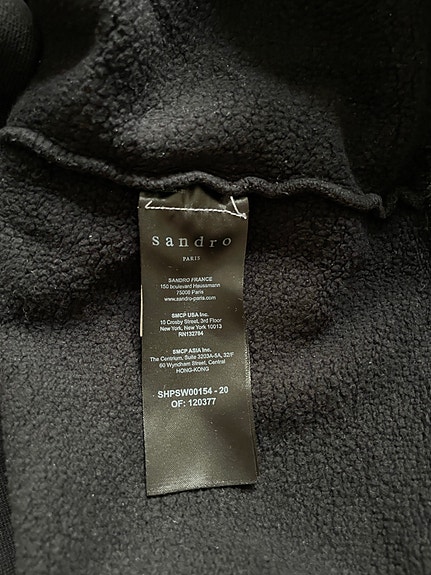 sandro
PARIS
SANDRO FRANCE
150 boulevard Haussmann
75008 Paris
www.sandro-paris.com
SMCP USA Inc.
10 Crosby Street, 3rd Floor
New York, New York 10013
RN132784
SMCP ASIA Inc.
The Centrium, Suite 3203A-5A, 32/F
60 Wyndham Street, Central
HONG-KONG
SHPSW00154 - 20
OF: 120377